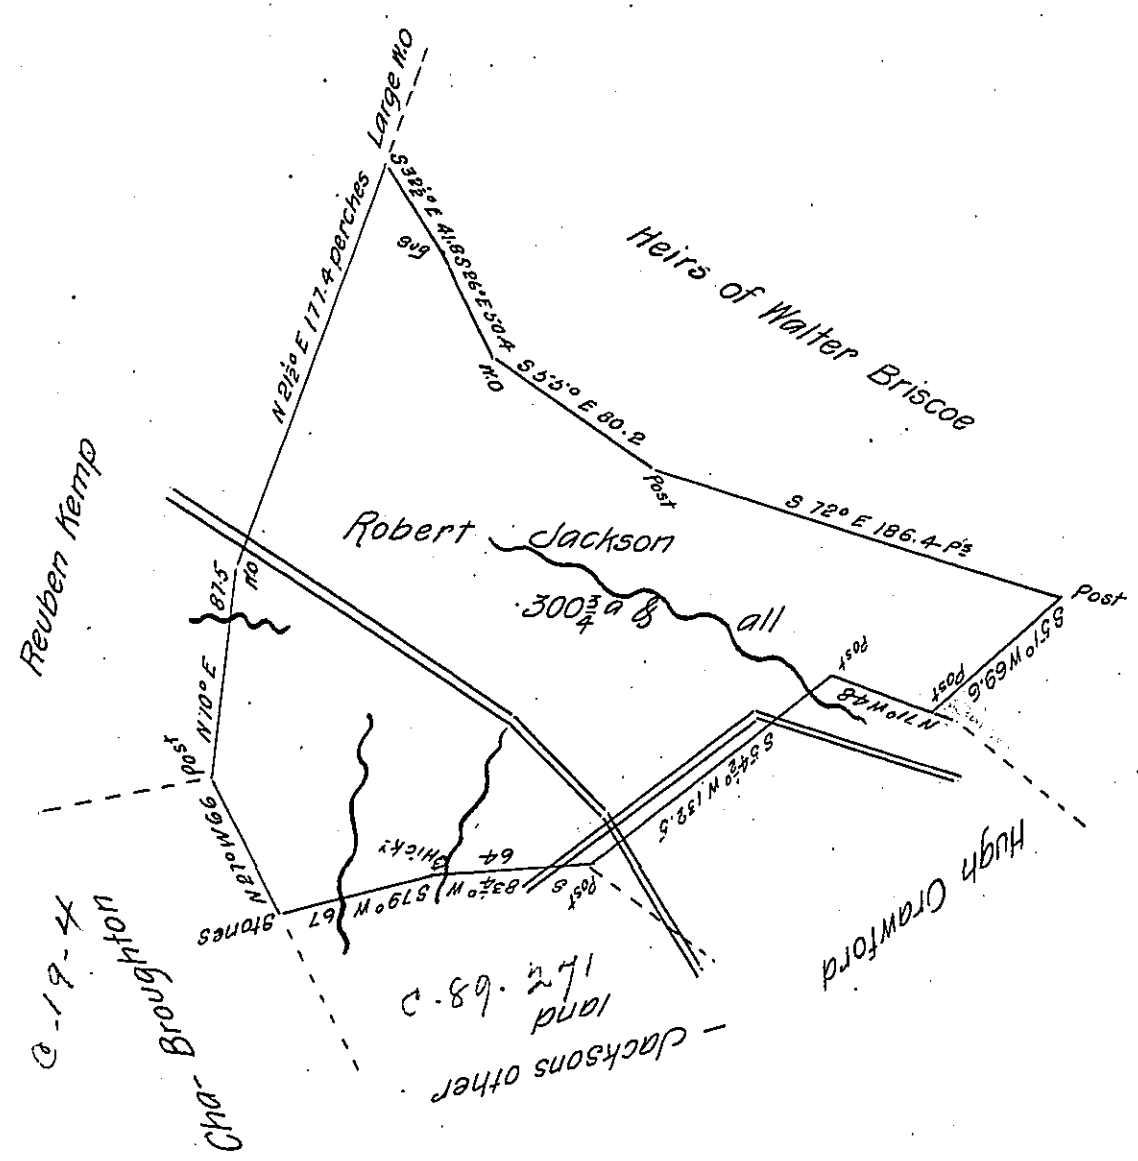 Large W.O
S 32½° E 41.8
gug
S 26° E 50.4
W.O
N 21½° E 177.4 perches
Heirs of Walter Briscoe
S 55° E 80.2
Post
S 72° E 186.4 P's
Post
Reuben Kemp
Robert Jackson
300¾ a & all
W.O
N 10° E 87.5
Post
S 51° W 69.6
Post
N 71° W 48
Post
S 54½° W 132.5
Post
S 83¼° W 64
Hick'y
S 79° W 67
Stones
N 27° W 66
Hugh Crawford
C-19-4
Cha- Broughton
- Jacksons other
land